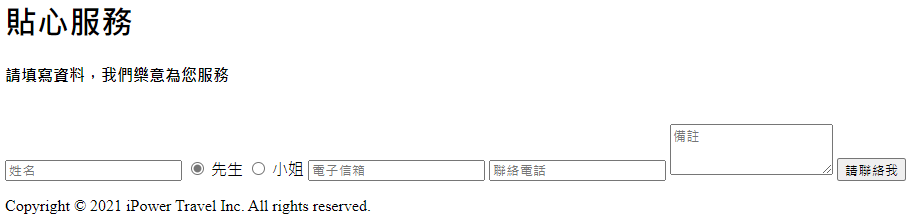 貼心服務
請填寫資料，我們樂意為您服務
姓名 先生 小姐 電子信箱 聯絡電話 備註 請聯絡我
Copyright © 2021 iPower Travel Inc. All rights reserved.